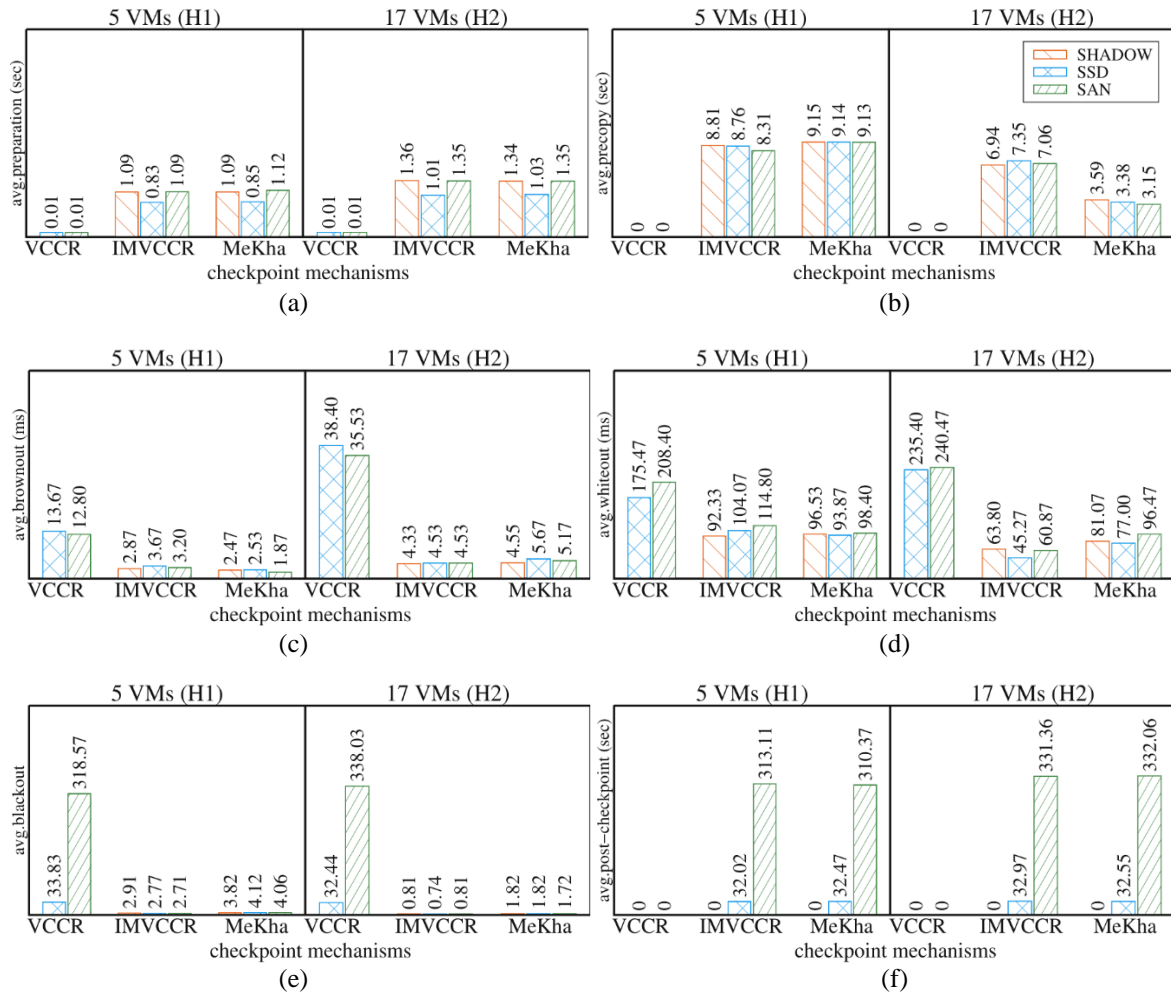 5 VMs (H1) 17 VMs (H2)
avg.preparation (sec)
0.01 0.01 1.09 0.83 1.09 1.09 0.85 1.12 0.01 0.01 1.36 1.01 1.35 1.34 1.03 1.35
VCCR IMVCCR MeKha VCCR IMVCCR MeKha
checkpoint mechanisms
(a)
5 VMs (H1) 17 VMs (H2)
SHADOW
SSD
SAN
avg.precopy (sec)
0 0 8.81 8.76 8.31 9.15 9.14 9.13 0 0 6.94 7.35 7.06 3.59 3.38 3.15
VCCR IMVCCR MeKha VCCR IMVCCR MeKha
checkpoint mechanisms
(b)
5 VMs (H1) 17 VMs (H2)
avg.brownout (ms)
13.67 12.80 2.87 3.67 3.20 2.47 2.53 1.87 38.40 35.53 4.33 4.53 4.53 4.55 5.67 5.17
VCCR IMVCCR MeKha VCCR IMVCCR MeKha
checkpoint mechanisms
(c)
5 VMs (H1) 17 VMs (H2)
avg.whiteout (ms)
175.47 208.40 92.33 104.07 114.80 96.53 93.87 98.40 235.40 240.47 63.80 45.27 60.87 81.07 77.00 96.47
VCCR IMVCCR MeKha VCCR IMVCCR MeKha
checkpoint mechanisms
(d)
5 VMs (H1) 17 VMs (H2)
avg.blackout
33.83 318.57 2.91 2.77 2.71 3.82 4.12 4.06 32.44 338.03 0.81 0.74 0.81 1.82 1.82 1.72
VCCR IMVCCR MeKha VCCR IMVCCR MeKha
checkpoint mechanisms
(e)
5 VMs (H1) 17 VMs (H2)
avg.post-checkpoint (sec)
0 0 0 32.02 313.11 0 32.47 310.37 0 0 0 32.97 331.36 0 32.55 332.06
VCCR IMVCCR MeKha VCCR IMVCCR MeKha
checkpoint mechanisms
(f)